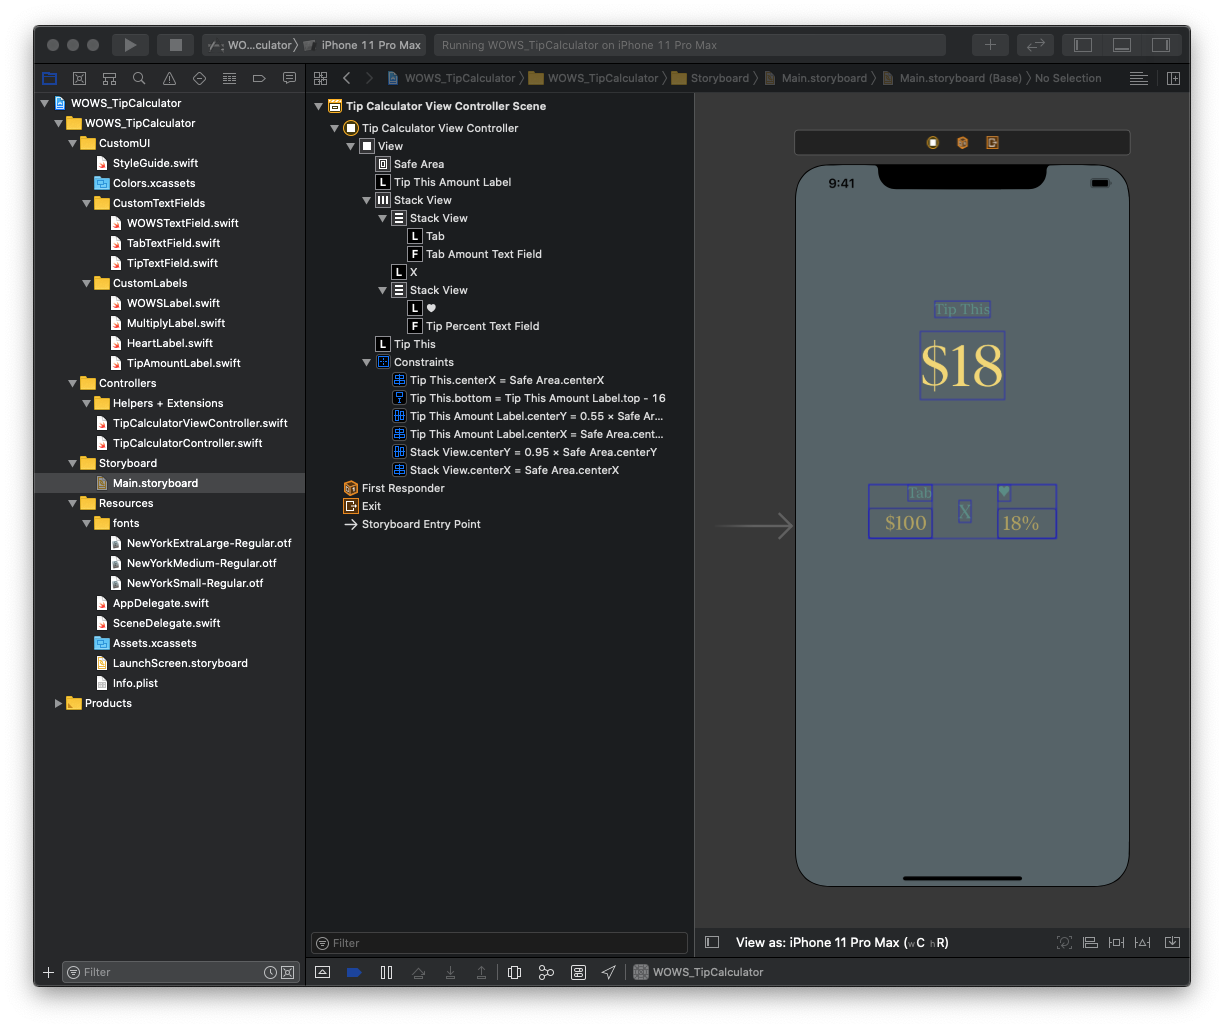 WO...culator
iPhone 11 Pro Max
Running WOWS_TipCalculator on iPhone 11 Pro Max
WOWS_TipCalculator
WOWS_TipCalculator
Storyboard
Main.storyboard
Main.storyboard (Base)
No Selection
WOWS_TipCalculator
WOWS_TipCalculator
CustomUI
StyleGuide.swift
Colors.xcassets
CustomTextFields
WOWSTextField.swift
TabTextField.swift
TipTextField.swift
CustomLabels
WOWSLabel.swift
MultiplyLabel.swift
HeartLabel.swift
TipAmountLabel.swift
Controllers
Helpers + Extensions
TipCalculatorViewController.swift
TipCalculatorController.swift
Storyboard
Main.storyboard
Resources
fonts
NewYorkExtraLarge-Regular.otf
NewYorkMedium-Regular.otf
NewYorkSmall-Regular.otf
AppDelegate.swift
SceneDelegate.swift
Assets.xcassets
LaunchScreen.storyboard
Info.plist
Products
Filter
Tip Calculator View Controller Scene
Tip Calculator View Controller
View
Safe Area
L Tip This Amount Label
Stack View
Stack View
L Tab
F Tab Amount Text Field
L X
Stack View
L ♥
F Tip Percent Text Field
L Tip This
Constraints
Tip This.centerX = Safe Area.centerX
Tip This.bottom = Tip This Amount Label.top - 16
Tip This Amount Label.centerY = 0.55 × Safe Ar...
Tip This Amount Label.centerX = Safe Area.cent...
Stack View.centerY = 0.95 × Safe Area.centerY
Stack View.centerX = Safe Area.centerX
First Responder
Exit
Storyboard Entry Point
Filter
9:41
Tip This
$18
Tab
♥
X
$100
18%
View as: iPhone 11 Pro Max (wC hR)
WOWS_TipCalculator